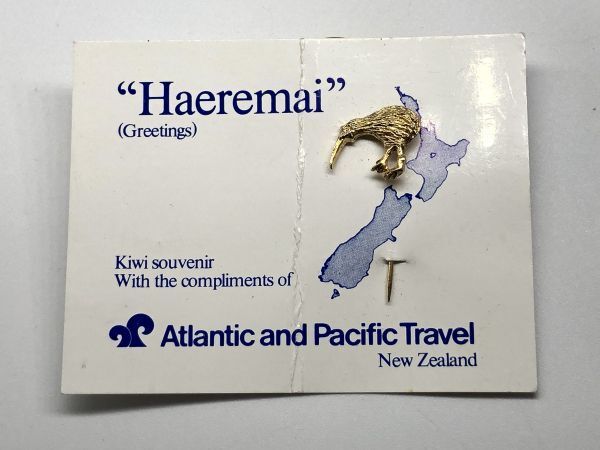 “Haeremai”
(Greetings)
Kiwi souvenir
With the compliments of
Atlantic and Pacific Travel
New Zealand